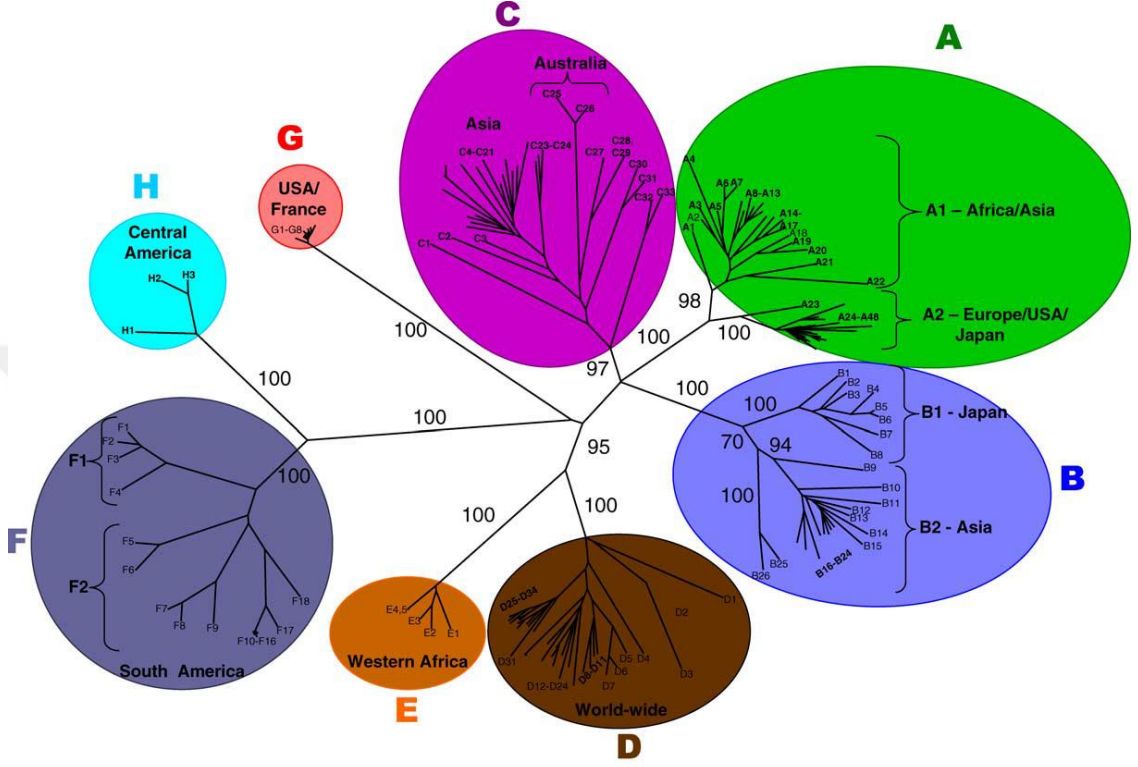 C
A
Australia
C25
C26
Asia
C4-C21
C23-C24
C27
C28,
C29
C30
C31
C32
C33
C1
C2
C3
G
USA/
France
G1-G8
H
Central
America
H2
H3
H1
A4
A6
A7
A8-A13
A3
A5
A2
A1
A14-
A17
A18
A19
A20
A21
A22
A1 – Africa/Asia
A23
A24-A48
A2 – Europe/USA/
Japan
98
100
100
97
100
100
100
100
95
100
100
100
B1
B2
B3
B4
B5
B6
B7
B8
B1 - Japan
100
70
94
100
B9
B10
B11
B12
B13
B14
B15
B16-B24
B25
B26
B2 - Asia
B
F
F1
F1
F2
F3
F4
F2
F5
F6
F7
F8
F9
F10-F16
F17
F18
South America
E4,5
E3
E2
E1
Western Africa
E
D25-D34
D1
D2
D3
D4
D5
D6
D7
D8-D11
D12-D24
D31
World-wide
D